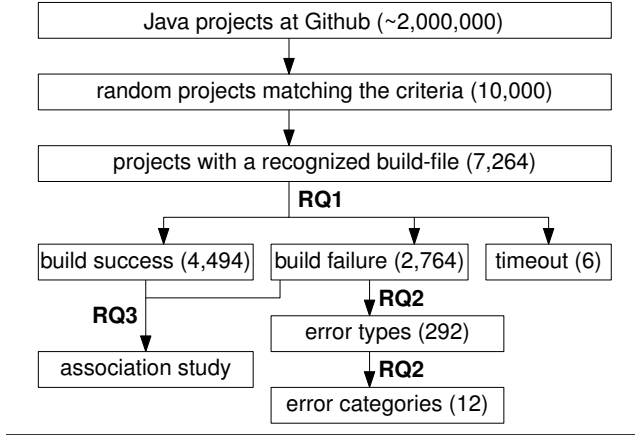 Java projects at Github (~2,000,000)
random projects matching the criteria (10,000)
projects with a recognized build-file (7,264)
RQ1
build success (4,494)
build failure (2,764)
timeout (6)
RQ3
RQ2
error types (292)
association study
RQ2
error categories (12)